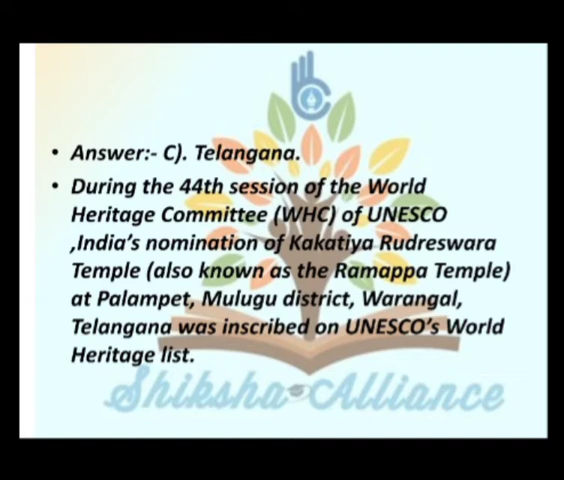 • Answer:- C). Telangana.
• During the 44th session of the World
Heritage Committee (WHC) of UNESCO
,India's nomination of Kakatiya Rudreswara
Temple (also known as the Ramappa Temple)
at Palampet, Mulugu district, Warangal,
Telangana was inscribed on UNESCO's World
Heritage list.
Shiksha Alliance